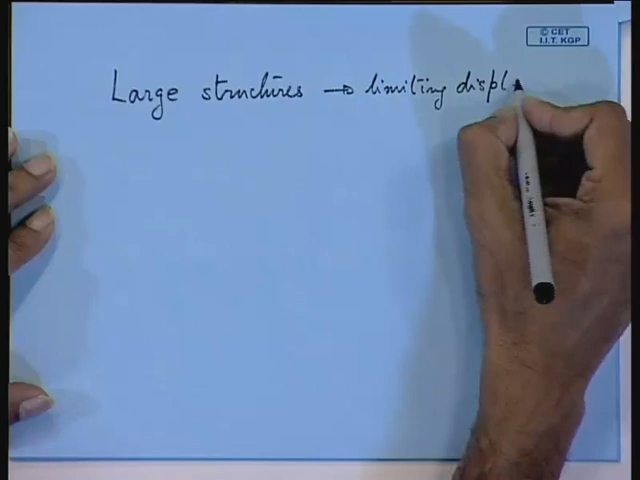 © CET
I.I.T. KGP
Large structures → limiting displ